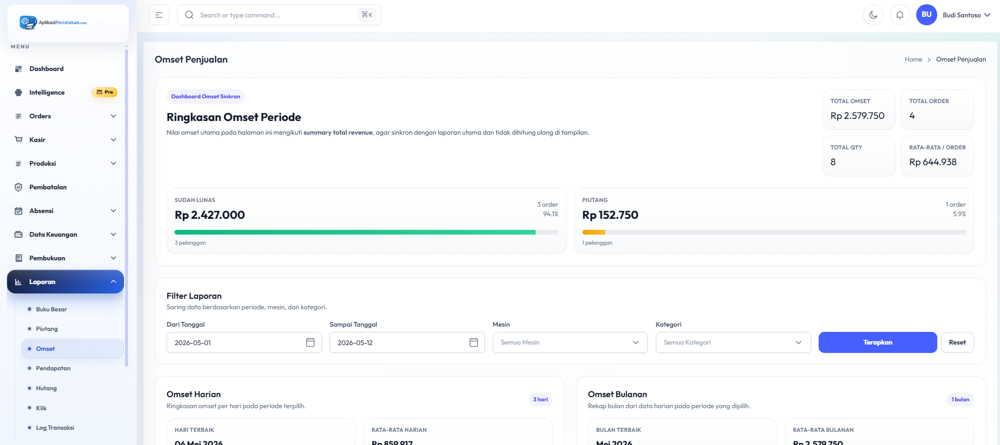 AplikasiPercetakan.com
Search or type command...
⌘K
BU
Budi Santoso
MENU
Dashboard
Intelligence
Pro
Orders
Kasir
Produksi
Pembatalan
Absensi
Data Keuangan
Pembukuan
Laporan
Buku Besar
Piutang
Omset
Pendapatan
Hutang
Klik
Log Transaksi
Omset Penjualan
Home > Omset Penjualan
Dashboard Omset Sinkron
Ringkasan Omset Periode
Nilai omset utama pada halaman ini mengikuti summary total revenue, agar sinkron dengan laporan utama dan tidak dihitung ulang di tampilan.
TOTAL OMSET
Rp 2.579.750
TOTAL ORDER
4
TOTAL QTY
8
RATA-RATA / ORDER
Rp 644.938
SUDAH LUNAS
Rp 2.427.000
3 order
94.1%
3 pelanggan
PIUTANG
Rp 152.750
1 order
5.9%
1 pelanggan
Filter Laporan
Saring data berdasarkan periode, mesin, dan kategori.
Dari Tanggal
2026-05-01
Sampai Tanggal
2026-05-12
Mesin
Semua Mesin
Kategori
Semua Kategori
Terapkan
Reset
Omset Harian
Ringkasan omset per hari pada periode terpilih.
3 hari
HARI TERBAIK
06 Mei 2026
RATA-RATA HARIAN
Rp 859.917
Omset Bulanan
Rekap bulan dari data harian pada periode yang dipilih.
1 bulan
BULAN TERBAIK
Mei 2026
RATA-RATA BULANAN
Rp 2.579.750